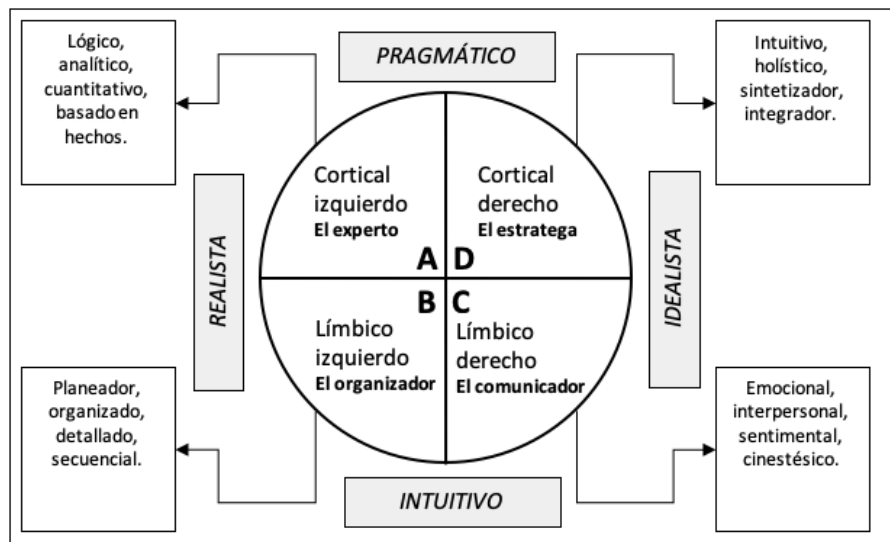 Lógico,
analítico,
cuantitativo,
basado en
hechos.
PRAGMÁTICO
Intuitivo,
holístico,
sintetizador,
integrador.
Cortical
izquierdo
El experto
Cortical
derecho
El estratega
A D
REALISTA
IDEALISTA
B C
Límbico
izquierdo
El organizador
Límbico
derecho
El comunicador
Planeador,
organizado,
detallado,
secuencial.
Emocional,
interpersonal,
sentimental,
cinestésico.
INTUITIVO